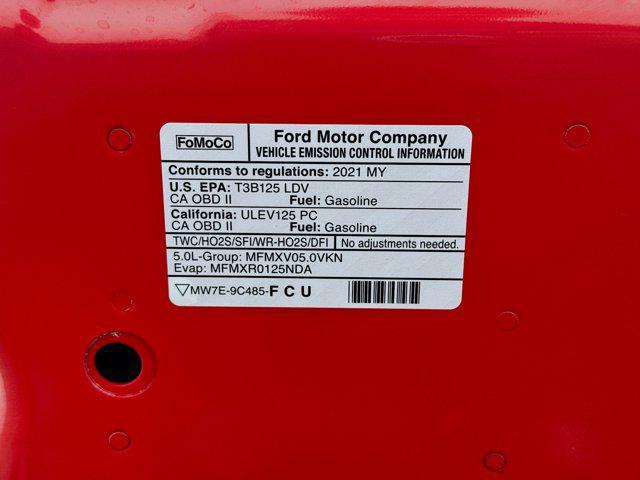 FoMoCo
Ford Motor Company
VEHICLE EMISSION CONTROL INFORMATION
Conforms to regulations: 2021 MY
U.S. EPA: T3B125 LDV
CA OBD II Fuel: Gasoline
California: ULEV125 PC
CA OBD II Fuel: Gasoline
TWC/HO2S/SFI/WR-HO2S/DFI No adjustments needed.
5.0L-Group: MFMXV05.0VKN
Evap: MFMXR0125NDA
MW7E-9C485-F C U